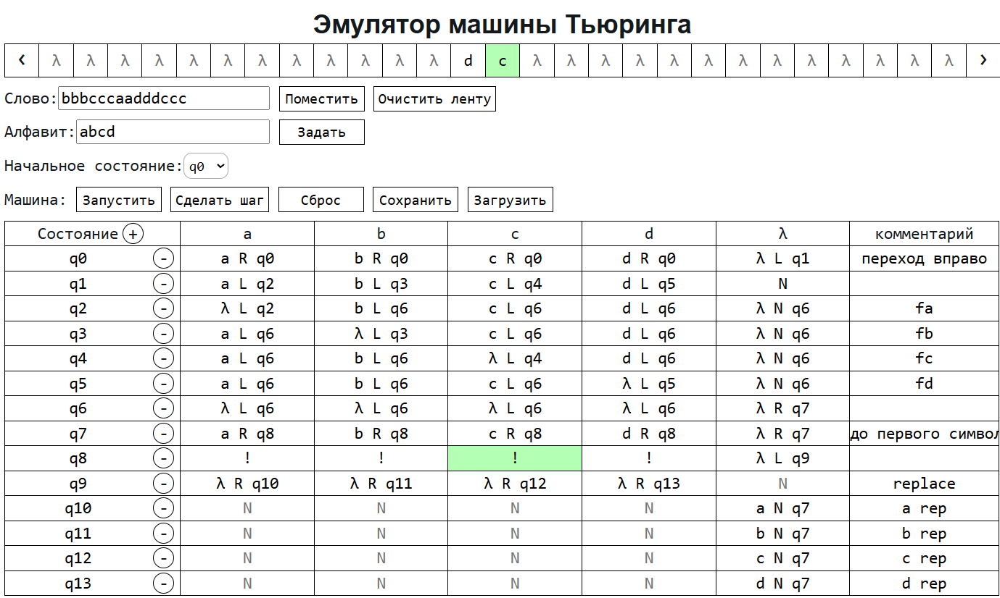 Эмулятор машины Тьюринга
< λ λ λ λ λ λ λ λ λ λ λ λ d c λ λ λ λ λ λ λ λ λ λ λ λ λ >
Слово: bbbcccaadddccc Поместить Очистить ленту
Алфавит: abcd Задать
Начальное состояние: q0
Машина: Запустить Сделать шаг Сброс Сохранить Загрузить
Состояние + a b c d λ комментарий
q0 - a R q0 b R q0 c R q0 d R q0 λ L q1 переход вправо
q1 - a L q2 b L q3 c L q4 d L q5 N
q2 - λ L q2 b L q6 c L q6 d L q6 λ N q6 fa
q3 - a L q6 λ L q3 c L q6 d L q6 λ N q6 fb
q4 - a L q6 b L q6 λ L q4 d L q6 λ N q6 fc
q5 - a L q6 b L q6 c L q6 λ L q5 λ N q6 fd
q6 - λ L q6 λ L q6 λ L q6 λ L q6 λ R q7
q7 - a R q8 b R q8 c R q8 d R q8 λ R q7 до первого символ
q8 - ! ! ! ! λ L q9
q9 - λ R q10 λ R q11 λ R q12 λ R q13 N replace
q10 - N N N N a N q7 a rep
q11 - N N N N b N q7 b rep
q12 - N N N N c N q7 c rep
q13 - N N N N d N q7 d rep